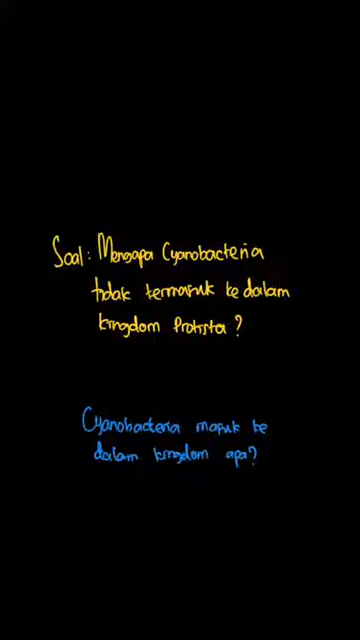 Soal: Mengapa Cyanobacteria
tidak termasuk ke dalam
kingdom Protista?
Cyanobacteria masuk ke
dalam kingdom apa?